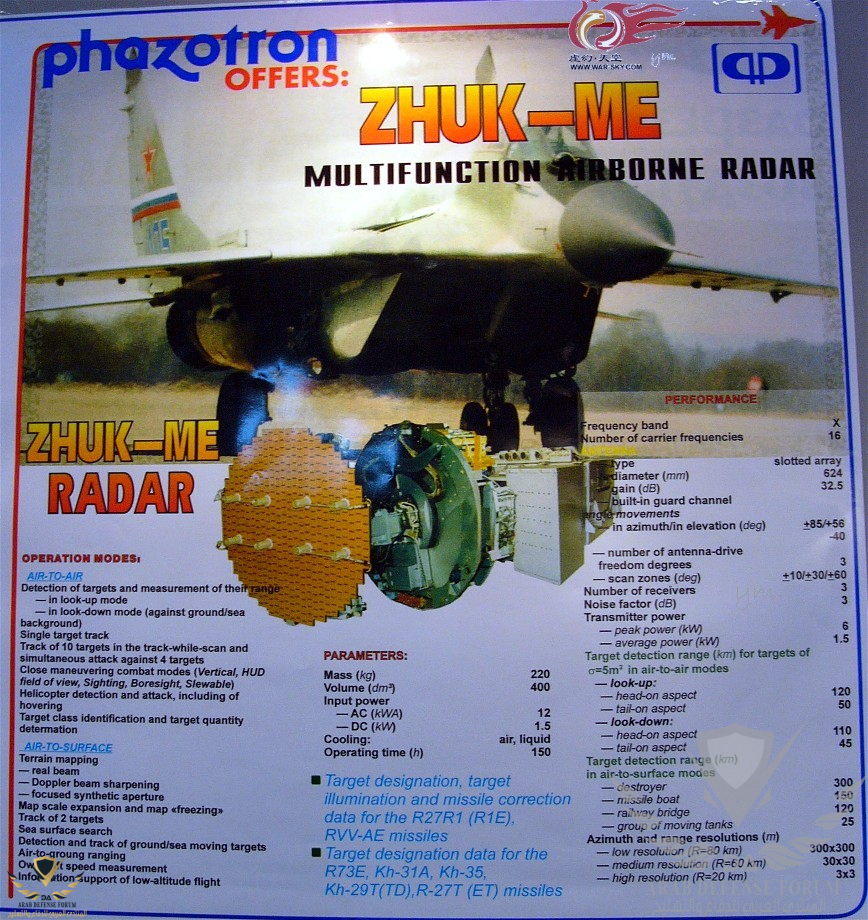 phazotron
OFFERS:
虎豹·天空
WWW.WAR-SKY.COM
ZHUK—ME
MULTIFUNCTION AIRBORNE RADAR
ZHUK—ME
RADAR
OPERATION MODES:
AIR-TO-AIR
Detection of targets and measurement of their range
— in look-up mode
— in look-down mode (against ground/sea
background)
Single target track
Track of 10 targets in the track-while-scan and
simultaneous attack against 4 targets
Close maneuvering combat modes (Vertical, HUD
field of view, Sighting, Boresight, Slewable)
Helicopter detection and attack, including of
hovering
Target class identification and target quantity
determation
AIR-TO-SURFACE
Terrain mapping
— real beam
— Doppler beam sharpening
— focused synthetic aperture
Map scale expansion and map «freezing»
Track of 2 targets
Sea surface search
Detection and track of ground/sea moving targets
Air-to-groung ranging
speed measurement
Information support of low-altitude flight
PARAMETERS:
Mass (kg) 220
Volume (dm³) 400
Input power
— AC (kWA) 12
— DC (kW) 1.5
Cooling: air, liquid
Operating time (h) 150
Target designation, target
illumination and missile correction
data for the R27R1 (R1E),
RVV-AE missiles
Target designation data for the
R73E, Kh-31A, Kh-35,
Kh-29T(TD),R-27T (ET) missiles
PERFORMANCE:
Frequency band X
Number of carrier frequencies 16
type slotted array
diameter (mm) 624
gain (dB) 32.5
built-in guard channel
angle movements
in azimuth/in elevation (deg) ±85/+56
-40
— number of antenna-drive
freedom degrees 3
— scan zones (deg) ±10/±30/±60
Number of receivers 3
Noise factor (dB) 3
Transmitter power
— peak power (kW) 6
— average power (kW) 1.5
Target detection range (km) for targets of
σ=5m² in air-to-air modes
— look-up:
— head-on aspect 120
— tail-on aspect 50
— look-down:
— head-on aspect 110
— tail-on aspect 45
Target detection range (km)
in air-to-surface modes
— destroyer 300
— missile boat 150
— railway bridge 120
— group of moving tanks 25
Azimuth and range resolutions (m)
— low resolution (R=80 km) 300x300
— medium resolution (R=60 km) 30x30
— high resolution (R=20 km) 3x3
DA
ARAB DEFENSE FORUM
ARAB DEFENSE FORUM